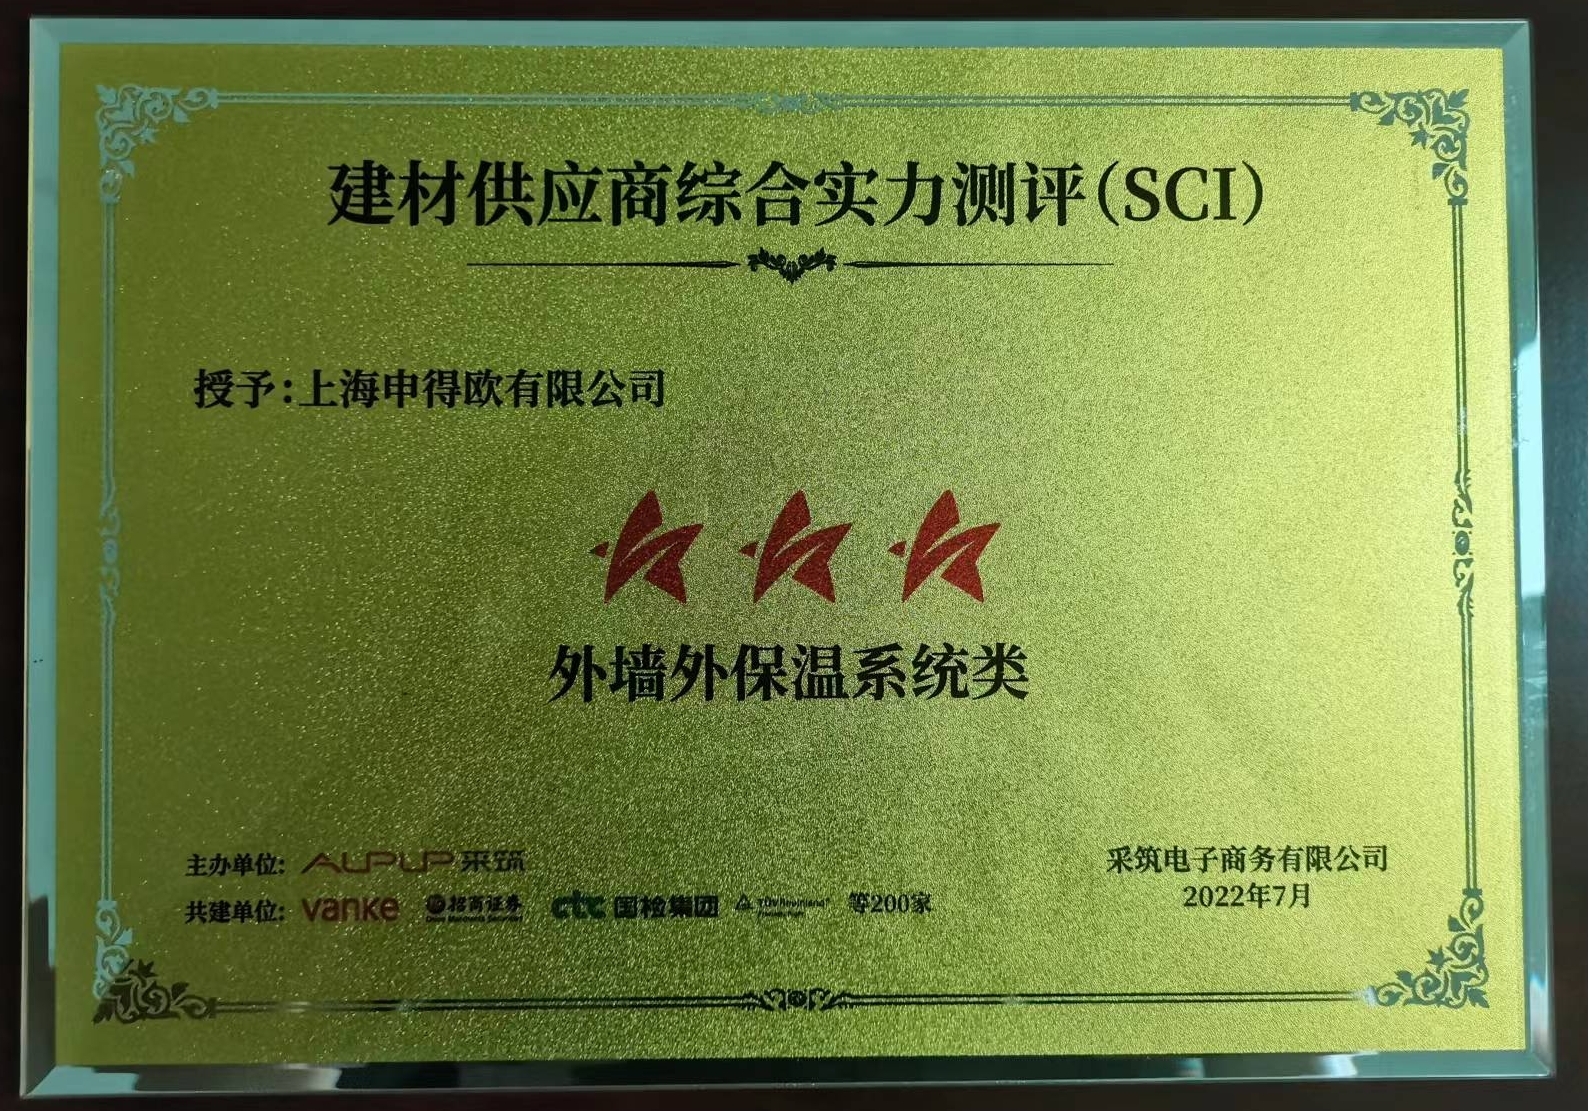 建材供应商综合实力测评(SCI)
授予:上海申得欧有限公司
外墙外保温系统类
主办单位: ALPUP 采筑
共建单位: vanke 招商证券 ctc 国检集团 TÜVRheinland 等200家
采筑电子商务有限公司
2022年7月